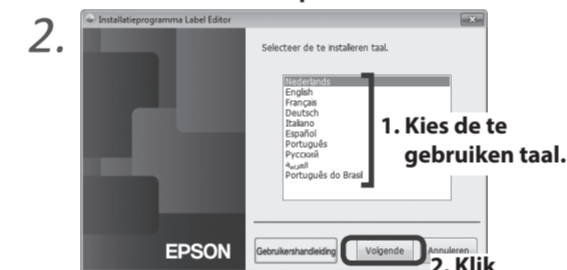 2.
Installatieprogramma Label Editor
Selecteer de te installeren taal.
Nederlands
English
Français
Deutsch
Italiano
Español
Português
Русский
العربية
Português do Brasil
1. Kies de te
gebruiken taal.
EPSON
Gebruikershandleiding
Volgende
Annuleren
2. Klik